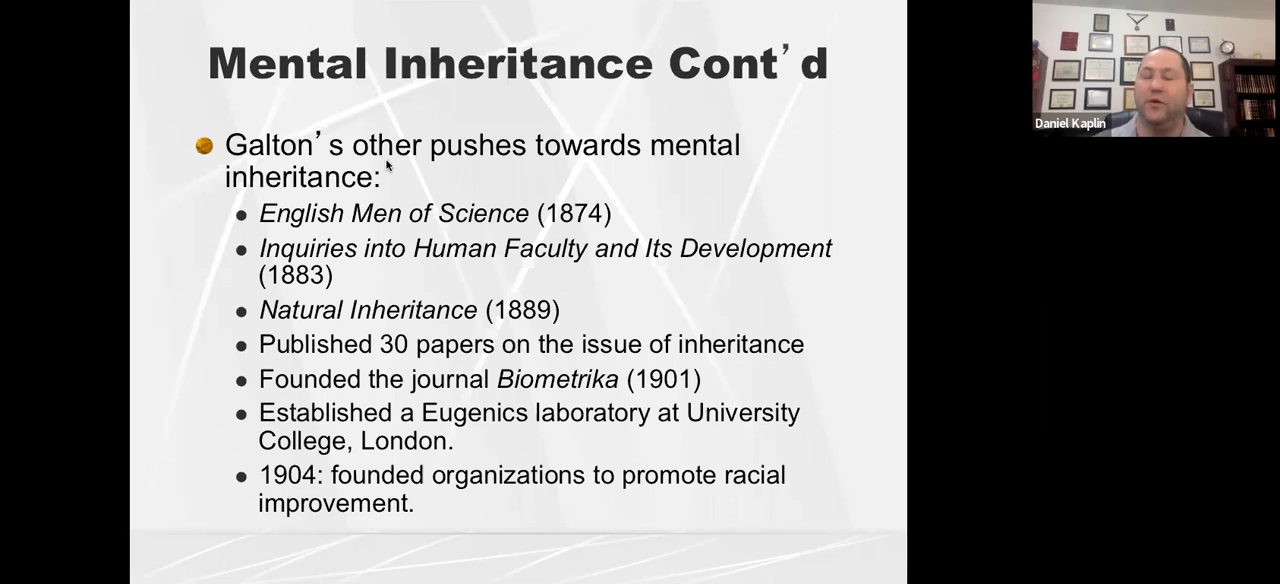 Mental Inheritance Cont’d
Galton’s other pushes towards mental
inheritance:
English Men of Science (1874)
Inquiries into Human Faculty and Its Development
(1883)
Natural Inheritance (1889)
Published 30 papers on the issue of inheritance
Founded the journal Biometrika (1901)
Established a Eugenics laboratory at University
College, London.
1904: founded organizations to promote racial
improvement.
Daniel Kaplin